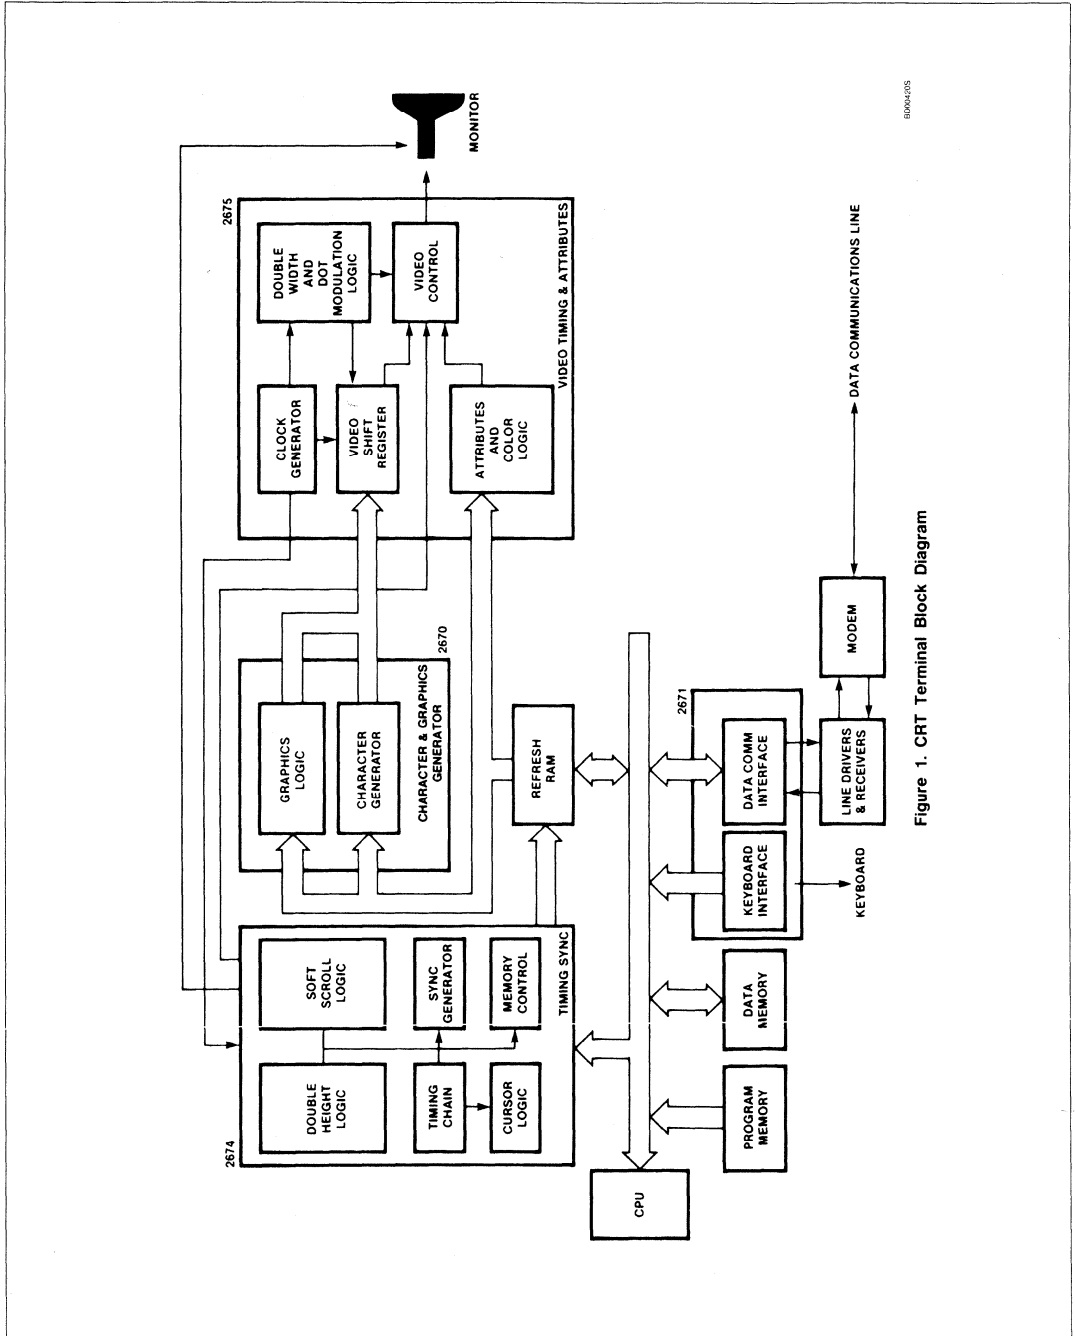 2674
DOUBLE
HEIGHT
LOGIC
SOFT
SCROLL
LOGIC
TIMING
CHAIN
SYNC
GENERATOR
CURSOR
LOGIC
MEMORY
CONTROL
TIMING SYNC
GRAPHICS
LOGIC
CHARACTER
GENERATOR
CHARACTER & GRAPHICS
GENERATOR
2670
2675
CLOCK
GENERATOR
DOUBLE
WIDTH
AND
DOT
MODULATION
LOGIC
VIDEO
SHIFT
REGISTER
VIDEO
CONTROL
ATTRIBUTES
AND
COLOR
LOGIC
VIDEO TIMING & ATTRIBUTES
MONITOR
REFRESH
RAM
CPU
PROGRAM
MEMORY
DATA
MEMORY
2671
KEYBOARD
INTERFACE
DATA COMM
INTERFACE
KEYBOARD
LINE DRIVERS
& RECEIVERS
MODEM
DATA COMMUNICATIONS LINE
BD00420S
Figure 1. CRT Terminal Block Diagram